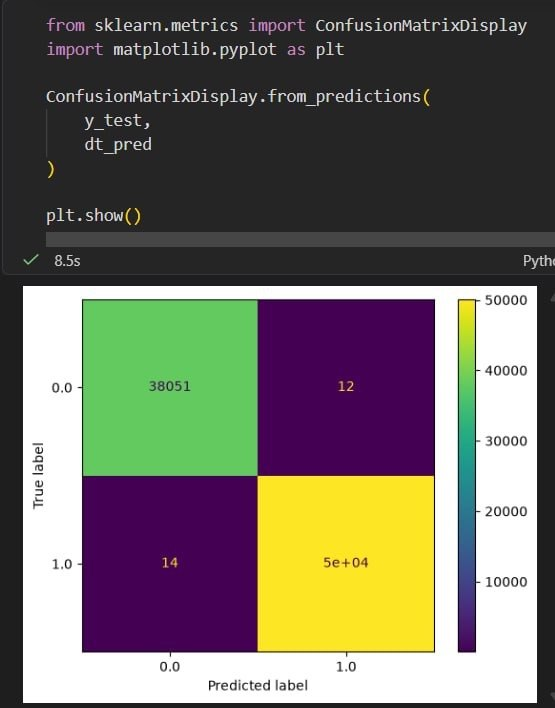 from sklearn.metrics import ConfusionMatrixDisplay
import matplotlib.pyplot as plt
ConfusionMatrixDisplay.from_predictions(
y_test,
dt_pred
)
plt.show()
8.5s
50000
40000
30000
20000
10000
True label
0.0
38051
12
1.0
14
5e+04
0.0
1.0
Predicted label